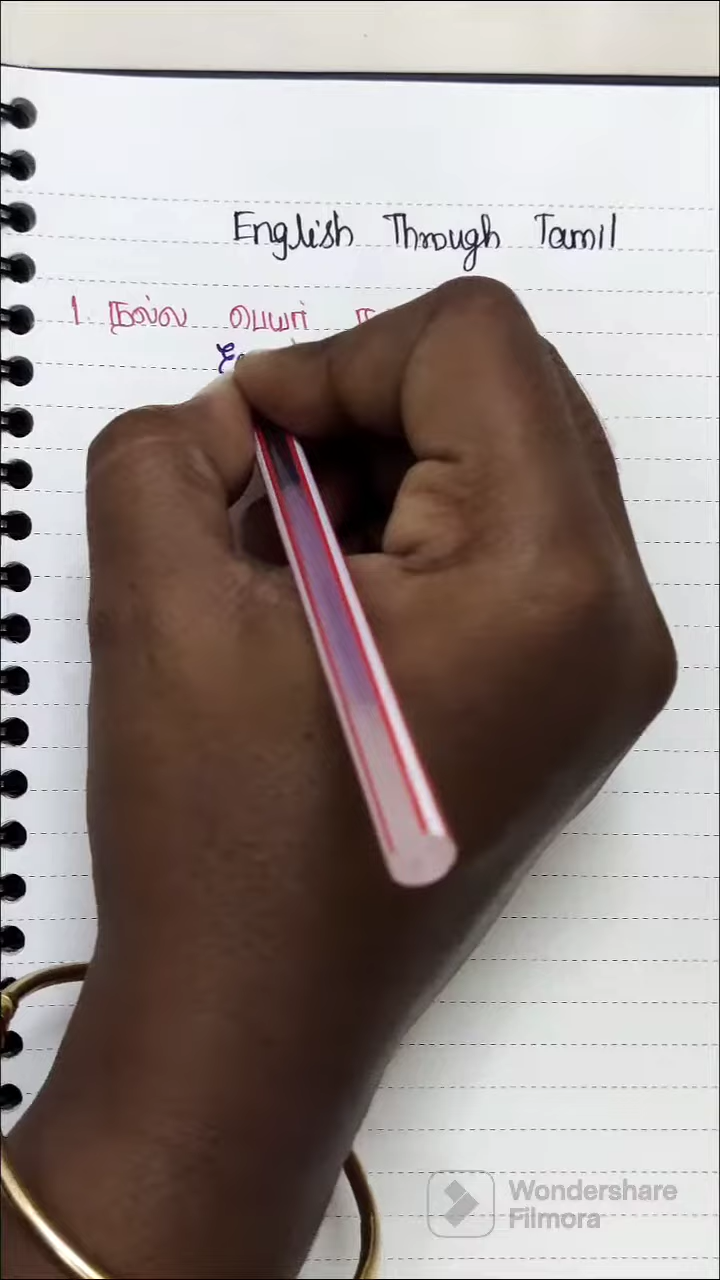 English Through Tamil
1. நல்ல பெயர்
Wondershare
Filmora